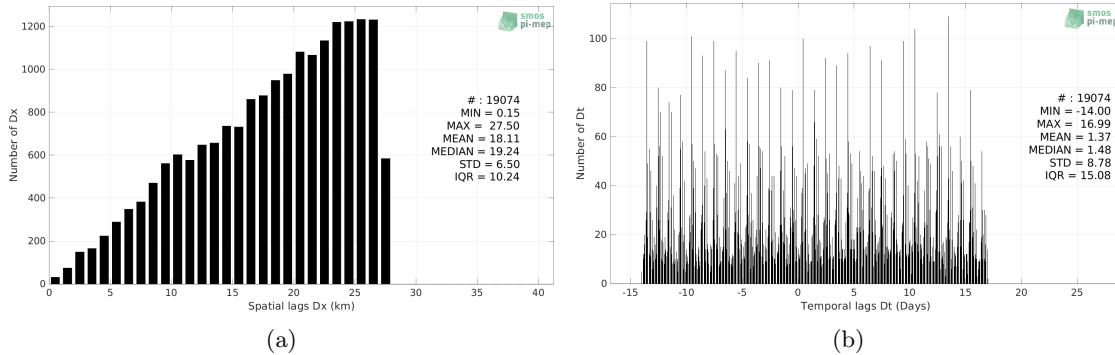 1200
1000
800
600
400
200
0
0
5
10
15
20
25
30
35
40
Number of Dx
Spatial lags Dx (km)
smos
pi-mep
# : 19074
MIN = 0.15
MAX = 27.50
MEAN = 18.11
MEDIAN = 19.24
STD = 6.50
IQR = 10.24
(a)
100
80
60
40
20
0
-15
-10
-5
0
5
10
15
20
25
Number of Dt
Temporal lags Dt (Days)
smos
pi-mep
# : 19074
MIN = -14.00
MAX = 16.99
MEAN = 1.37
MEDIAN = 1.48
STD = 8.78
IQR = 15.08
(b)